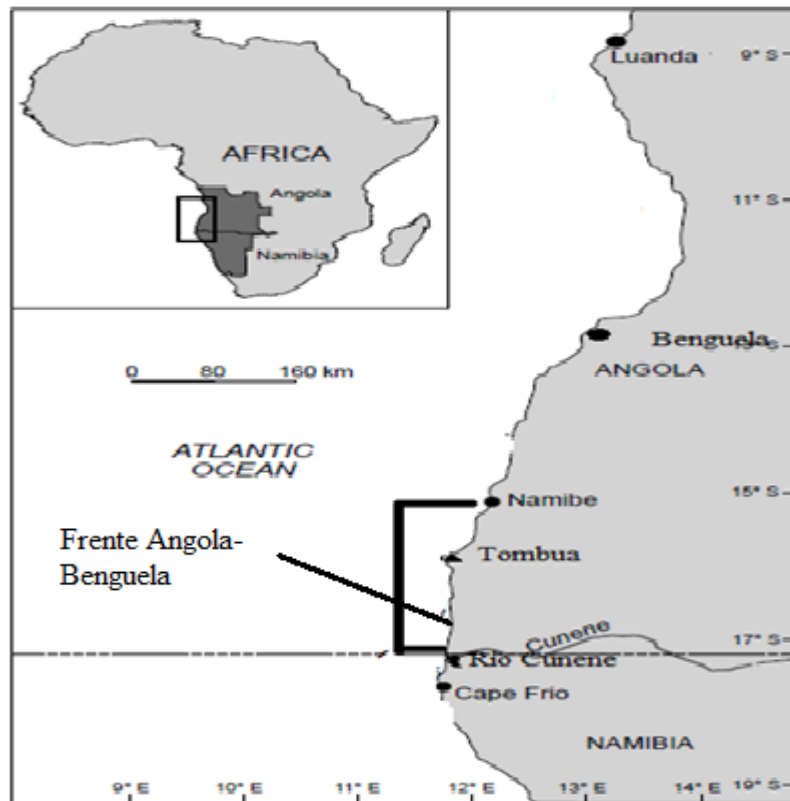 Luanda
9° S
AFRICA
Angola
11° S
Namibia
Benguela
ANGOLA
0 80 160 km
ATLANTIC
OCEAN
15° S
Namibe
Frente Angola-
Benguela
Tombua
Cunene
17° S
Rio Cunene
Cape Frio
NAMIBIA
19° S
9° E 10° E 11° E 12° E 13° E 14° E